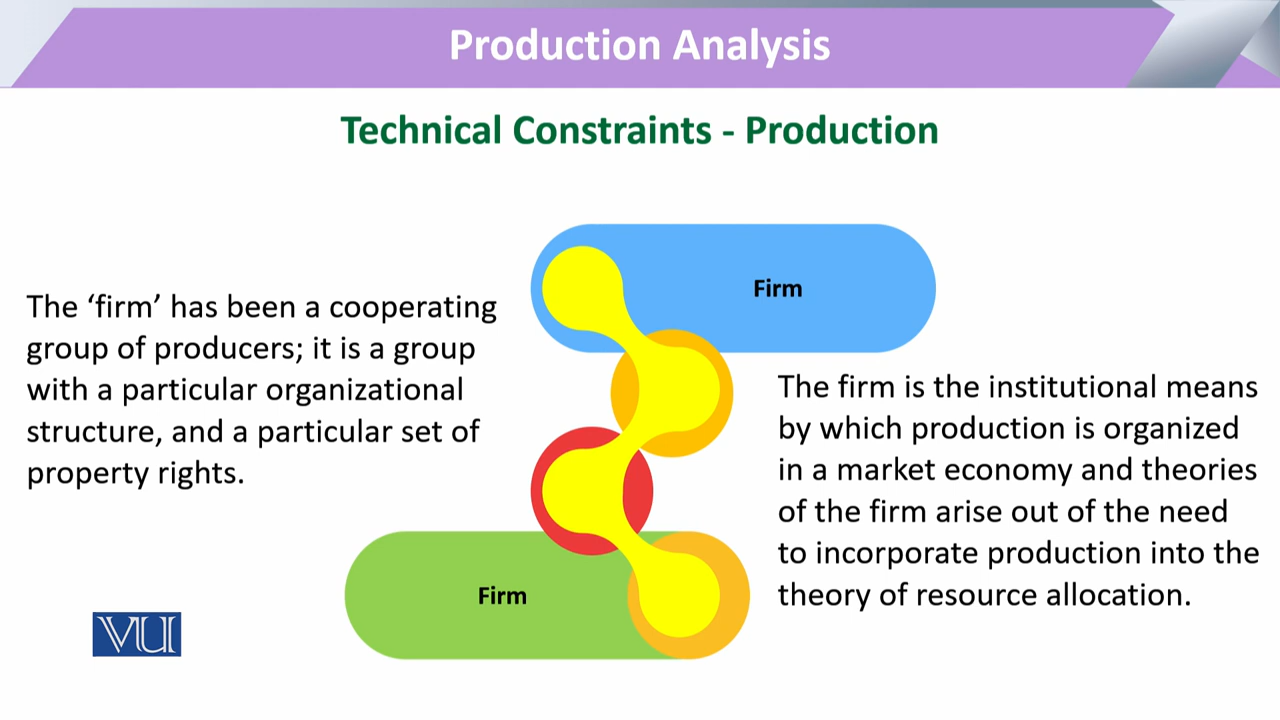 Production Analysis
Technical Constraints - Production
Firm
The ‘firm’ has been a cooperating
group of producers; it is a group
with a particular organizational
structure, and a particular set of
property rights.
The firm is the institutional means
by which production is organized
in a market economy and theories
of the firm arise out of the need
to incorporate production into the
theory of resource allocation.
Firm
VU